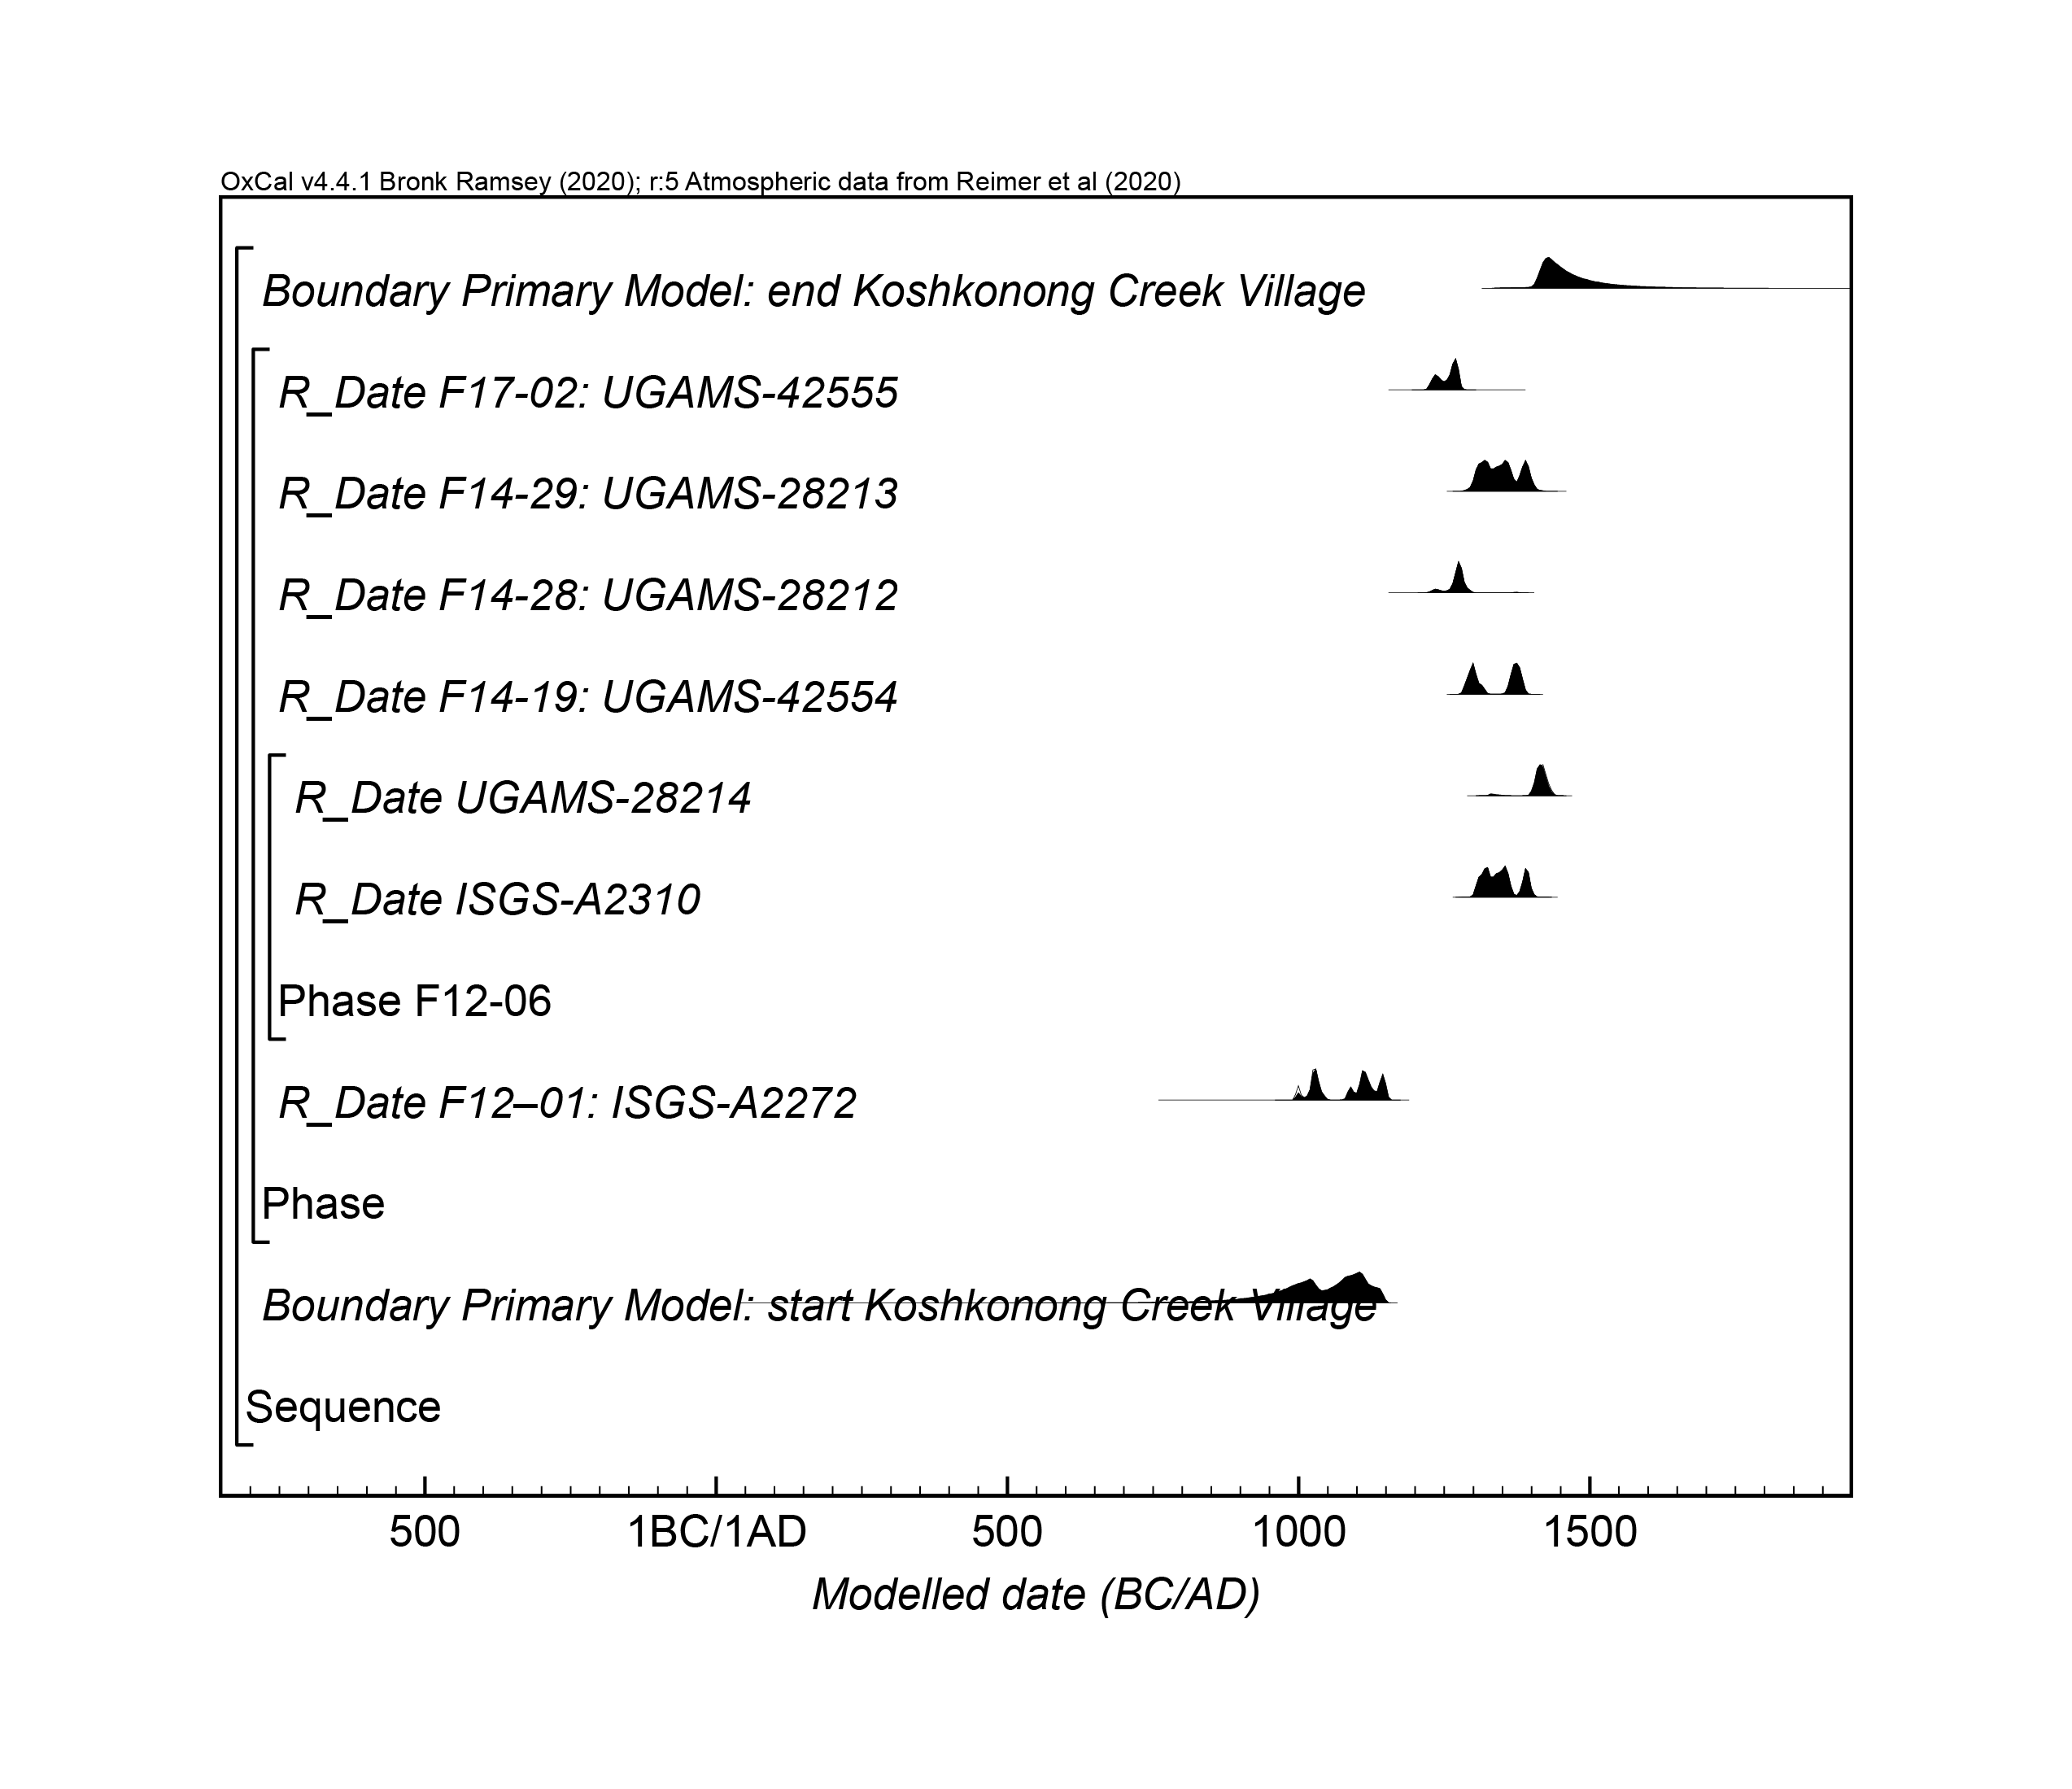 OxCal v4.4.1 Bronk Ramsey (2020); r:5 Atmospheric data from Reimer et al (2020)
Boundary Primary Model: end Koshkonong Creek Village
R_Date F17-02: UGAMS-42555
R_Date F14-29: UGAMS-28213
R_Date F14-28: UGAMS-28212
R_Date F14-19: UGAMS-42554
R_Date UGAMS-28214
R_Date ISGS-A2310
Phase F12-06
R_Date F12–01: ISGS-A2272
Phase
Boundary Primary Model: start Koshkonong Creek Village
Sequence
500 1BC/1AD 500 1000 1500
Modelled date (BC/AD)